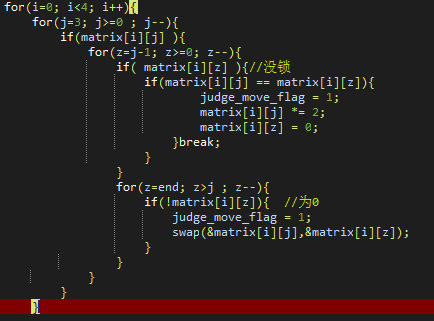 for(i=0; i<4; i++){
    for(j=3; j>=0 ; j--){
        if(matrix[i][j] ){
            for(z=j-1; z>=0; z--){
                if( matrix[i][z] ){//没锁
                    if(matrix[i][j] == matrix[i][z]){
                            judge_move_flag = 1;
                            matrix[i][j] *= 2;
                            matrix[i][z] = 0;
                        }break;
                    }
                }
                for(z=end; z>j ; z--){
                    if(!matrix[i][z]){  //为0
                        judge_move_flag = 1;
                        swap(&matrix[i][j],&matrix[i][z]);
                    }
                }
            }
        }
    }